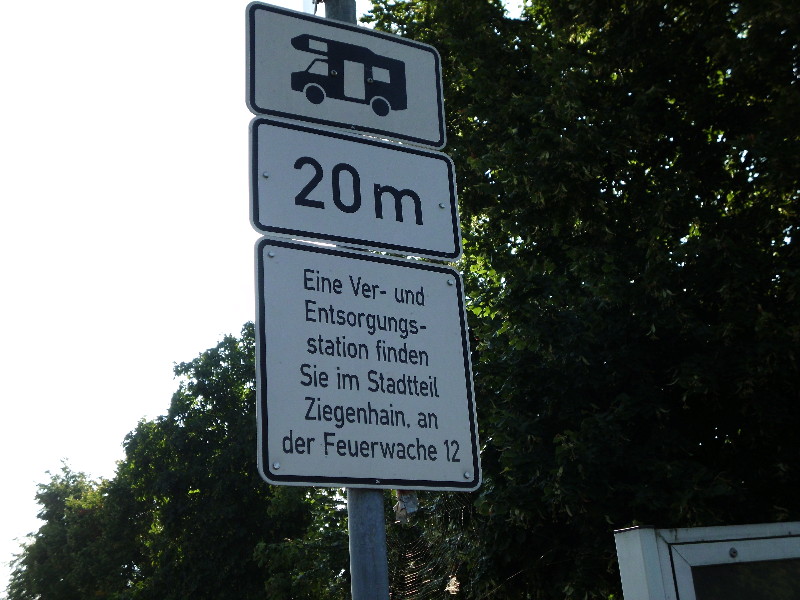 20 m
Eine Ver- und
Entsorgungs-
station finden
Sie im Stadtteil
Ziegenhain, an
der Feuerwache 12